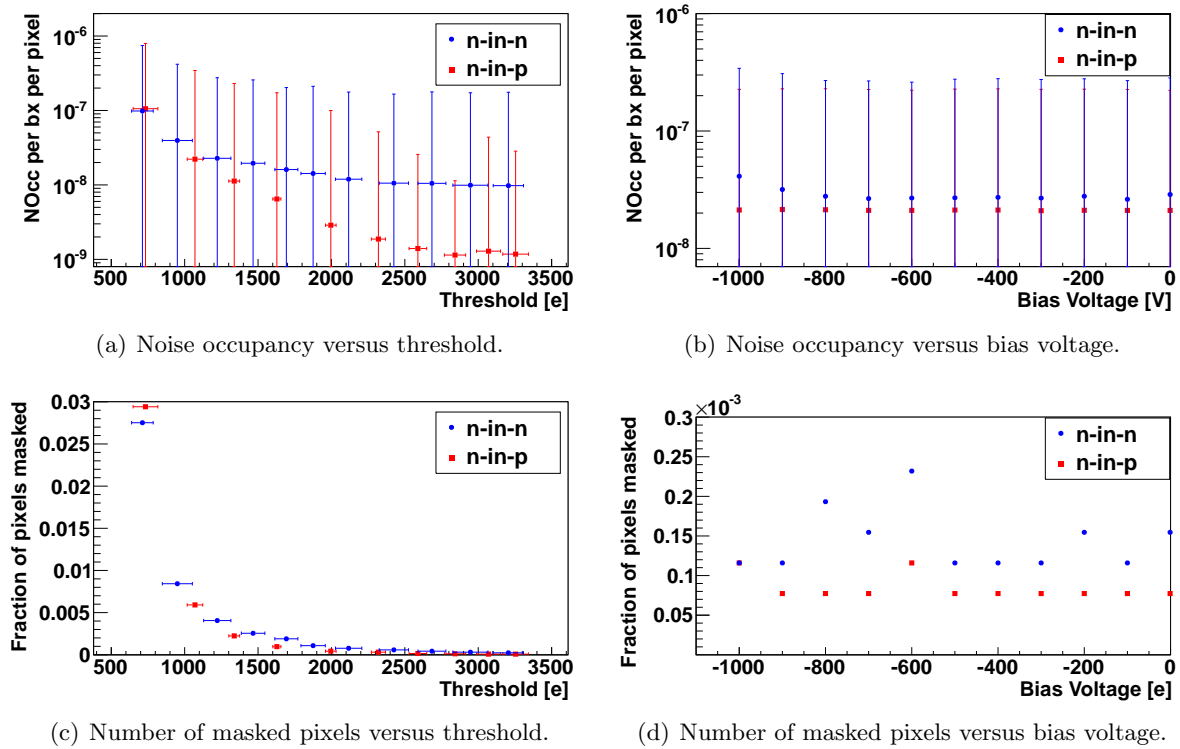 NOcc per bx per pixel
10^-6
10^-7
10^-8
10^-9
n-in-n
n-in-p
500 1000 1500 2000 2500 3000 3500
Threshold [e]
(a) Noise occupancy versus threshold.
NOcc per bx per pixel
10^-6
10^-7
10^-8
n-in-n
n-in-p
-1000 -800 -600 -400 -200 0
Bias Voltage [V]
(b) Noise occupancy versus bias voltage.
Fraction of pixels masked
0.03
0.025
0.02
0.015
0.01
0.005
0
n-in-n
n-in-p
500 1000 1500 2000 2500 3000 3500
Threshold [e]
(c) Number of masked pixels versus threshold.
Fraction of pixels masked
×10^-3
0.3
0.25
0.2
0.15
0.1
0.05
n-in-n
n-in-p
-1000 -800 -600 -400 -200 0
Bias Voltage [e]
(d) Number of masked pixels versus bias voltage.